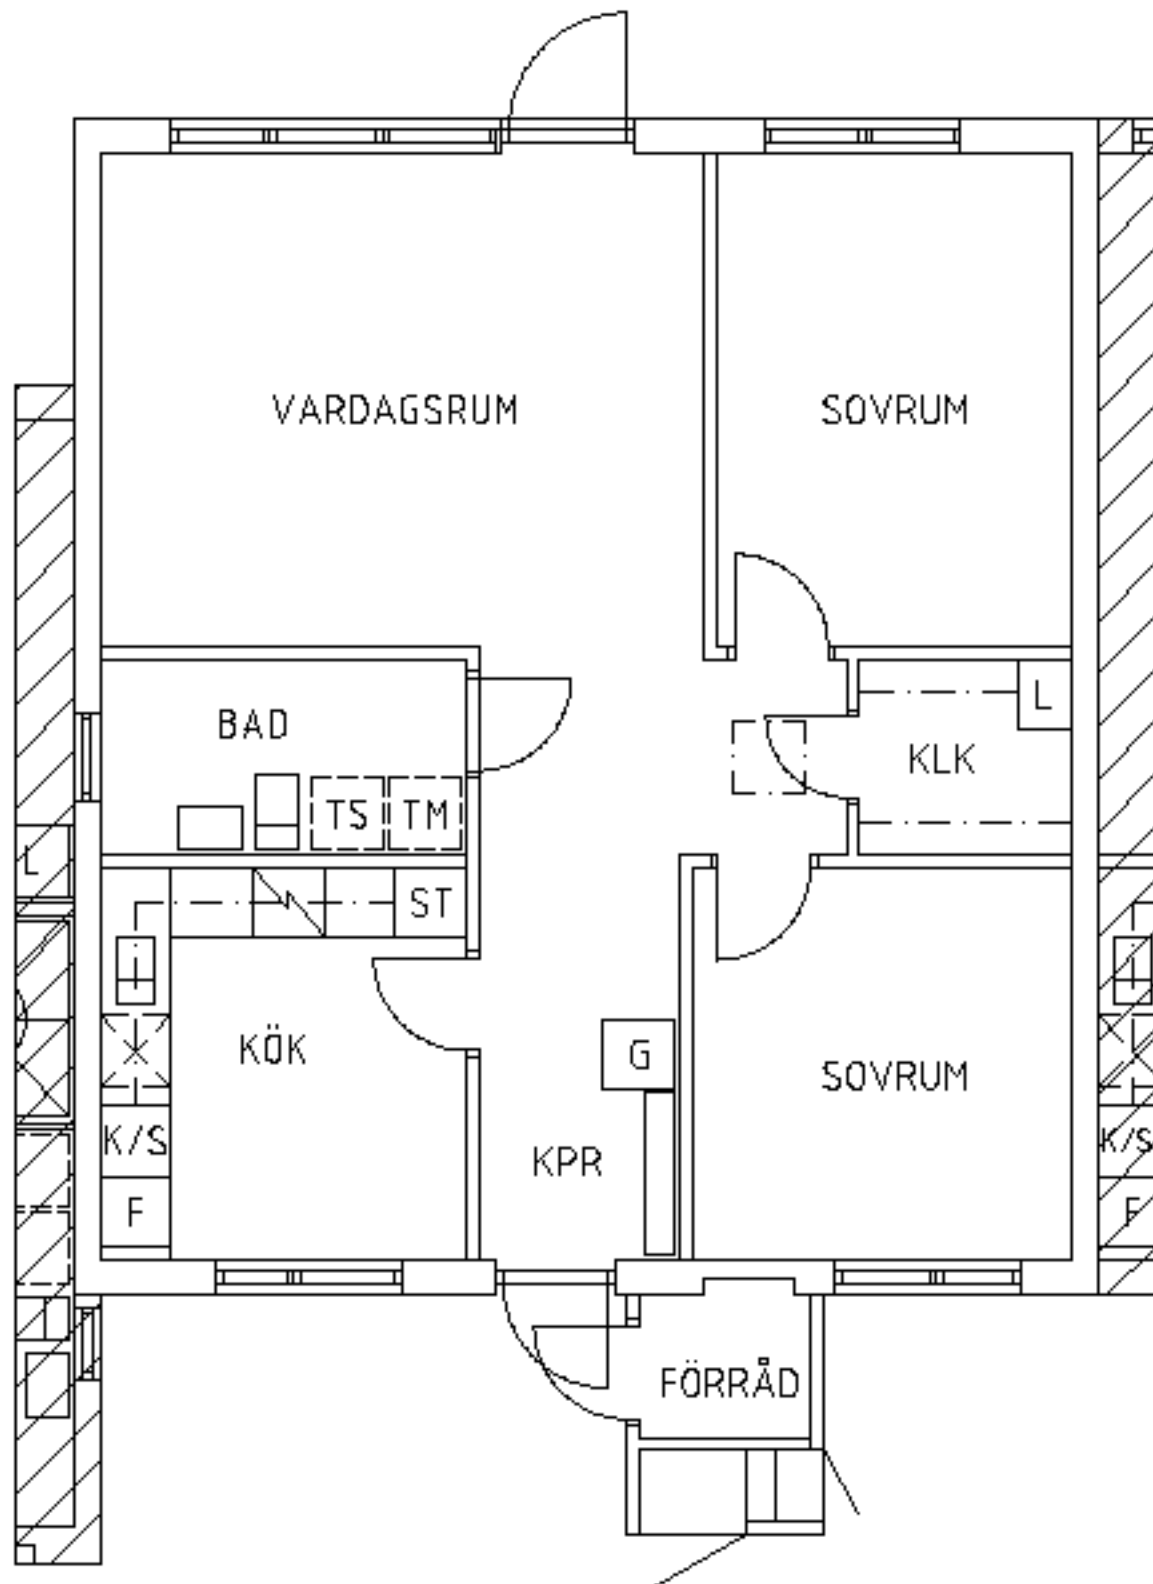 VARDAGSRUM
SOVRUM
BAD
L
KLK
TS
TM
L
ST
KÖK
G
SOVRUM
K/S
KPR
K/S
F
F
FÖRRÅD